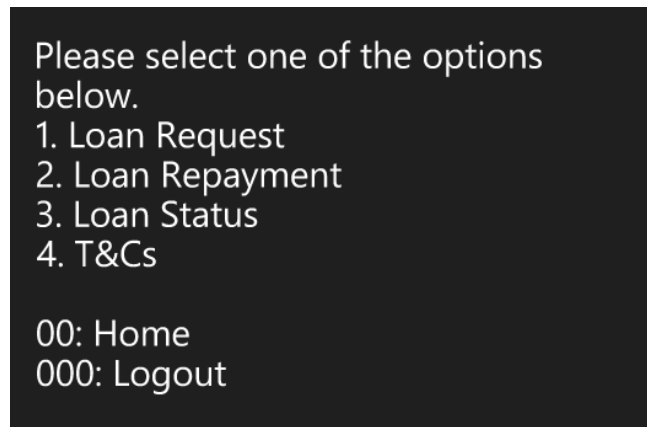 Please select one of the options
below.
1. Loan Request
2. Loan Repayment
3. Loan Status
4. T&Cs
00: Home
000: Logout